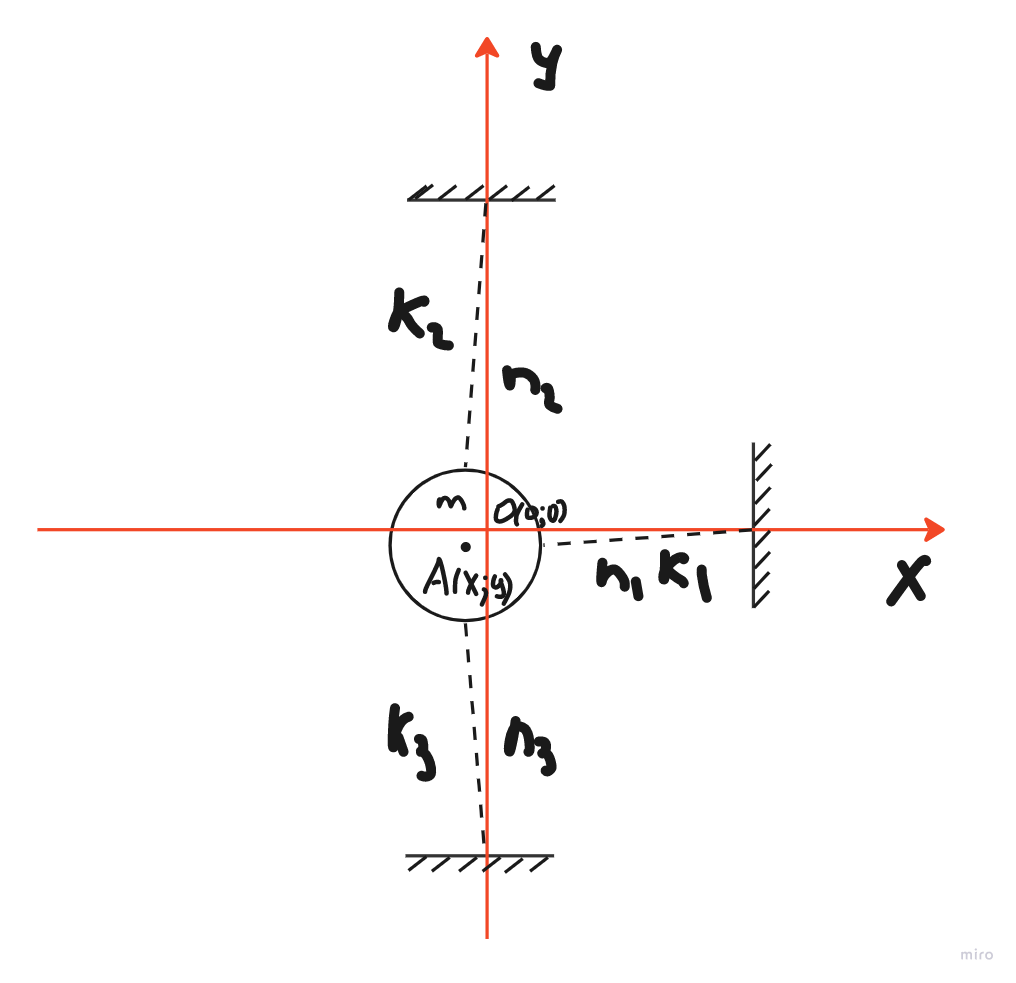 y
K2
n2
m
O(0;0)
n1 K1
A(x;y)
x
K3
n3
miro